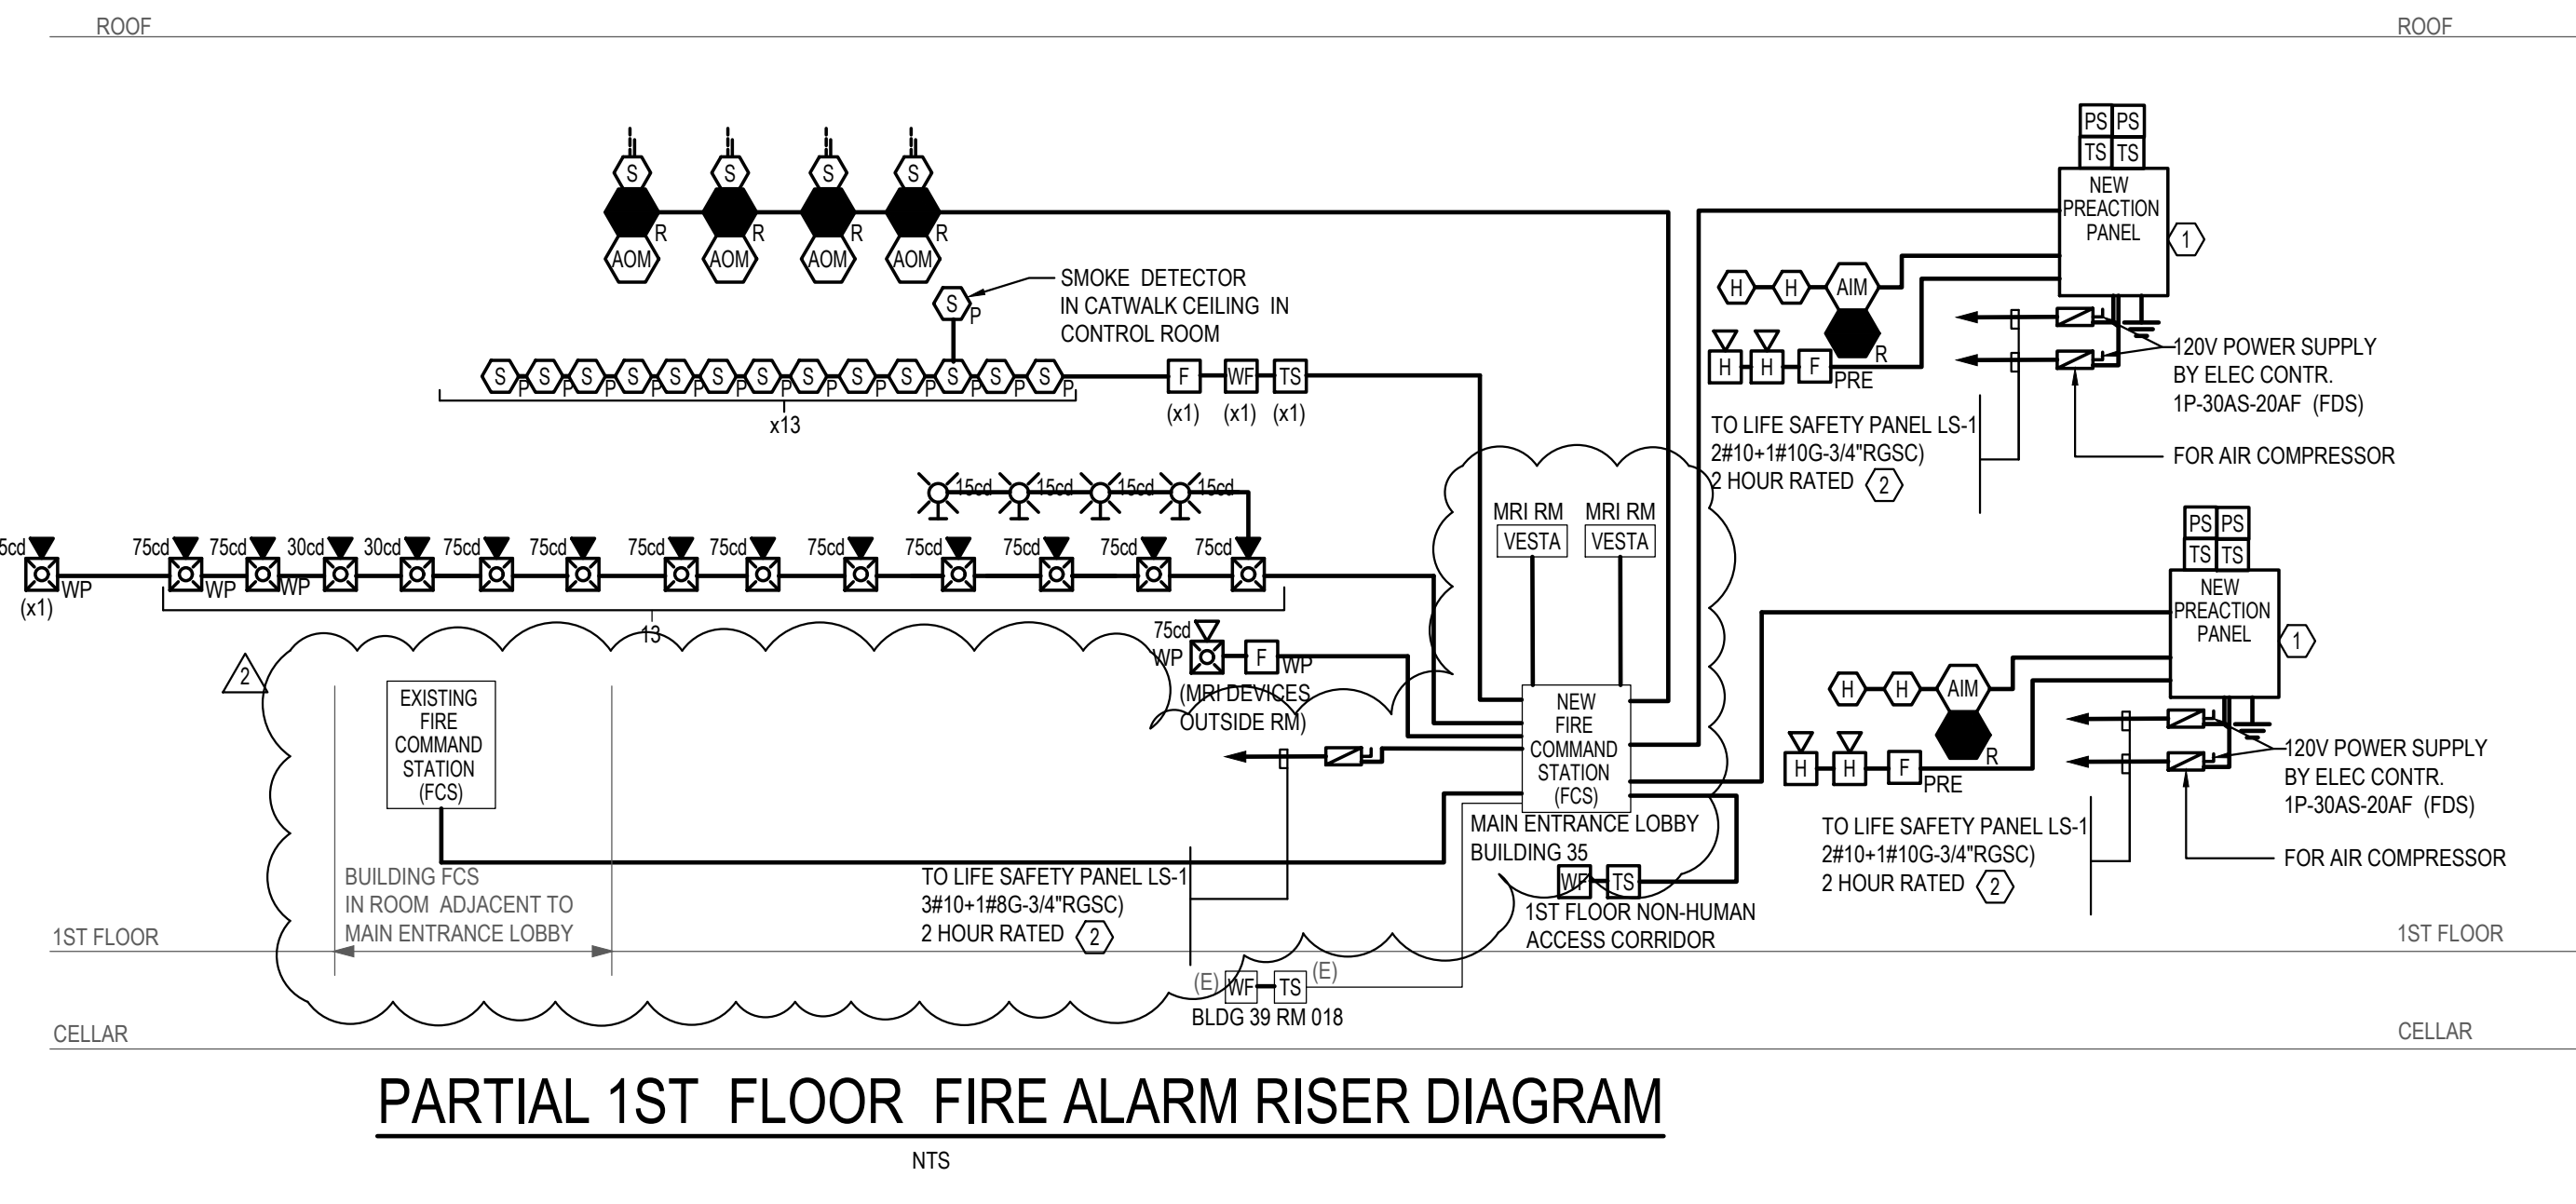 ROOF
ROOF
S S S S
R R R R
AOM AOM AOM AOM
S
P
SMOKE DETECTOR
IN CATWALK CEILING IN
CONTROL ROOM
S S S S S S S S S S S S S
P P P P P P P P P P P P P
x13
F WF TS
(x1) (x1) (x1)
15cd 15cd 15cd 15cd
5cd 75cd 75cd 30cd 30cd 75cd 75cd 75cd 75cd 75cd 75cd 75cd 75cd 75cd
WP WP WP
(x1)
13
PS PS
TS TS
NEW
PREACTION
PANEL
1
H H AIM
R
H H F
PRE
120V POWER SUPPLY
BY ELEC CONTR.
1P-30AS-20AF (FDS)
FOR AIR COMPRESSOR
TO LIFE SAFETY PANEL LS-1
2#10+1#10G-3/4"RGSC)
2 HOUR RATED 2
MRI RM MRI RM
VESTA VESTA
PS PS
TS TS
NEW
PREACTION
PANEL
1
H H AIM
R
H H F
PRE
120V POWER SUPPLY
BY ELEC CONTR.
1P-30AS-20AF (FDS)
FOR AIR COMPRESSOR
TO LIFE SAFETY PANEL LS-1
2#10+1#10G-3/4"RGSC)
2 HOUR RATED 2
75cd
WP F WP
(MRI DEVICES
OUTSIDE RM)
2
EXISTING
FIRE
COMMAND
STATION
(FCS)
NEW
FIRE
COMMAND
STATION
(FCS)
MAIN ENTRANCE LOBBY
BUILDING 35
WF TS
1ST FLOOR NON-HUMAN
ACCESS CORRIDOR
BUILDING FCS
IN ROOM ADJACENT TO
MAIN ENTRANCE LOBBY
TO LIFE SAFETY PANEL LS-1
3#10+1#8G-3/4"RGSC)
2 HOUR RATED 2
1ST FLOOR
1ST FLOOR
(E) WF TS (E)
BLDG 39 RM 018
CELLAR
CELLAR
PARTIAL 1ST FLOOR FIRE ALARM RISER DIAGRAM
NTS